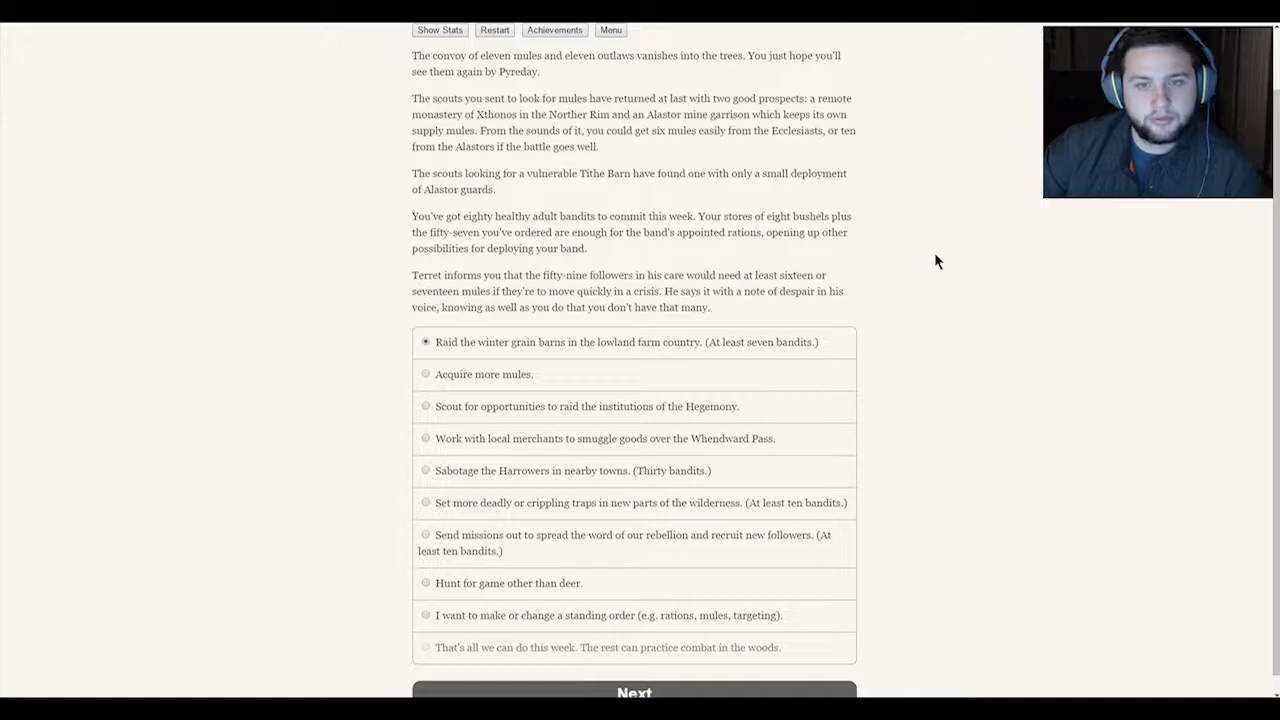 Show Stats Restart Achievements Menu
The convoy of eleven mules and eleven outlaws vanishes into the trees. You just hope you'll
see them again by Pyreday.
The scouts you sent to look for mules have returned at last with two good prospects: a remote
monastery of Xthonos in the Norther Rim and an Alastor mine garrison which keeps its own
supply mules. From the sounds of it, you could get six mules easily from the Ecclesiasts, or ten
from the Alastors if the battle goes well.
The scouts looking for a vulnerable Tithe Barn have found one with only a small deployment
of Alastor guards.
You've got eighty healthy adult bandits to commit this week. Your stores of eight bushels plus
the fifty-seven you've ordered are enough for the band's appointed rations, opening up other
possibilities for deploying your band.
Terret informs you that the fifty-nine followers in his care would need at least sixteen or
seventeen mules if they're to move quickly in a crisis. He says it with a note of despair in his
voice, knowing as well as you do that you don't have that many.
Raid the winter grain barns in the lowland farm country. (At least seven bandits.)
Acquire more mules.
Scout for opportunities to raid the institutions of the Hegemony.
Work with local merchants to smuggle goods over the Whendward Pass.
Sabotage the Harrowers in nearby towns. (Thirty bandits.)
Set more deadly or crippling traps in new parts of the wilderness. (At least ten bandits.)
Send missions out to spread the word of our rebellion and recruit new followers. (At
least ten bandits.)
Hunt for game other than deer.
I want to make or change a standing order (e.g. rations, mules, targeting).
That's all we can do this week. The rest can practice combat in the woods.
Next